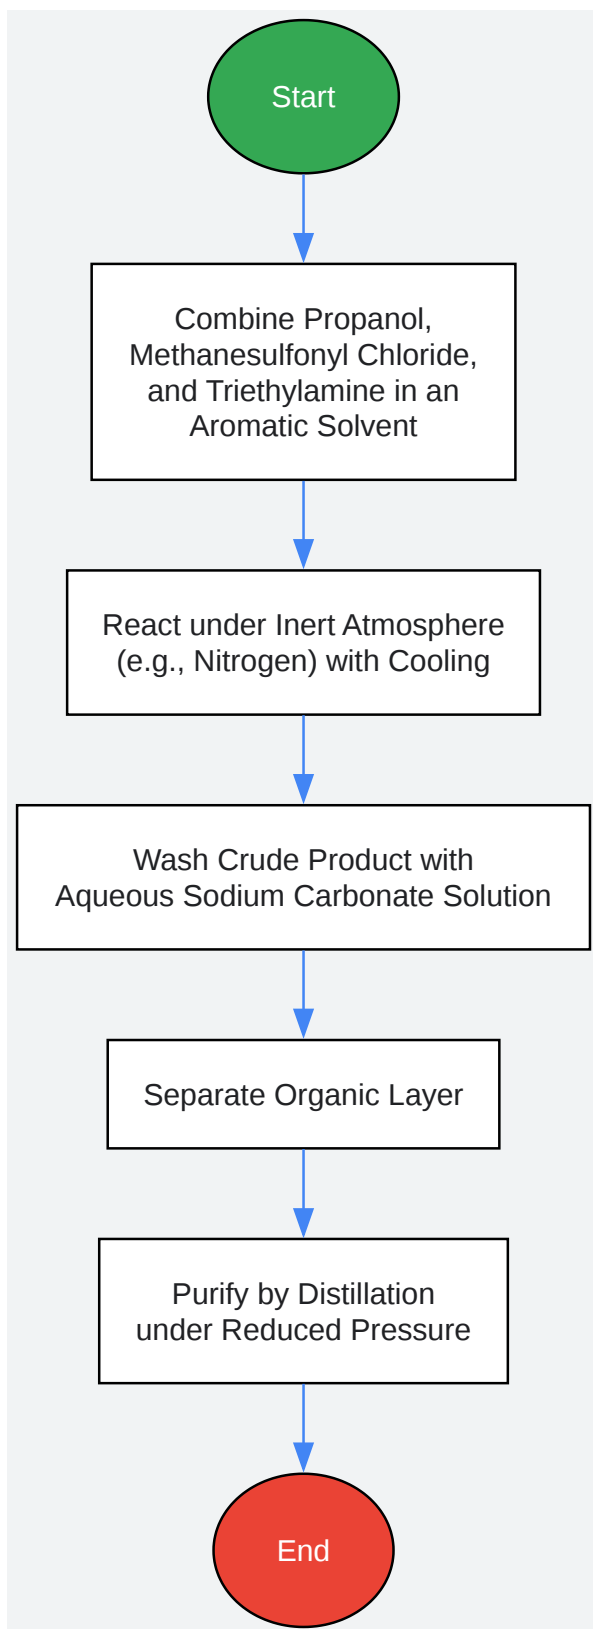 Start
Combine Propanol,
Methanesulfonyl Chloride,
and Triethylamine in an
Aromatic Solvent
React under Inert Atmosphere
(e.g., Nitrogen) with Cooling
Wash Crude Product with
Aqueous Sodium Carbonate Solution
Separate Organic Layer
Purify by Distillation
under Reduced Pressure
End